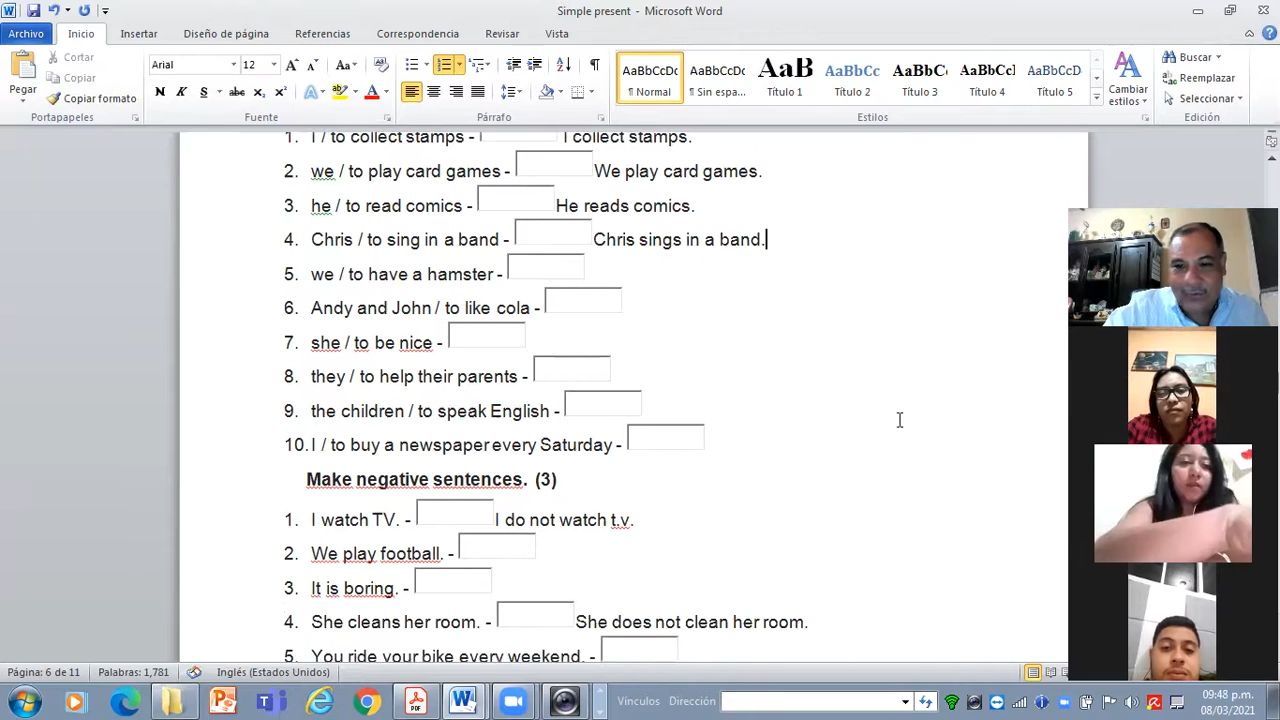 Simple present - Microsoft Word
Archivo Inicio Insertar Diseño de página Referencias Correspondencia Revisar Vista
Cortar
Copiar
Copiar formato
Pegar
Arial 12
Buscar
Reemplazar
Seleccionar
Cambiar estilos
AaBbCcDc AaBbCcDc AaB AaBbCc AaBbCc AaBbCcI AaBbCcD
¶ Normal ¶ Sin espa... Título 1 Título 2 Título 3 Título 4 Título 5
Portapapeles Fuente Párrafo Estilos Edición
1. I / to collect stamps - I collect stamps.
2. we / to play card games - We play card games.
3. he / to read comics - He reads comics.
4. Chris / to sing in a band - Chris sings in a band.
5. we / to have a hamster -
6. Andy and John / to like cola -
7. she / to be nice -
8. they / to help their parents -
9. the children / to speak English -
10. I / to buy a newspaper every Saturday -
Make negative sentences. (3)
1. I watch TV. - I do not watch t.v.
2. We play football. -
3. It is boring. -
4. She cleans her room. - She does not clean her room.
5. You ride your bike every weekend. -
Página: 6 de 11 Palabras: 1,781 Inglés (Estados Unidos)
Vínculos Dirección
09:48 p.m.
08/03/2021